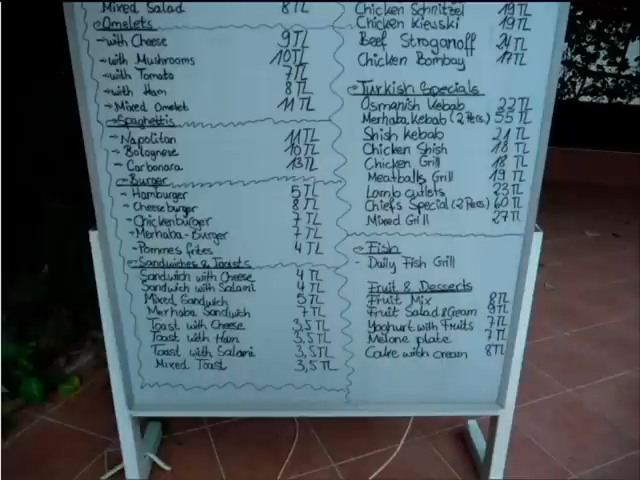 Mixed Salad 8TL
Omelets
- with Cheese 9TL
- with Mushrooms 10TL
- with Tomato 7TL
- with Ham 8TL
- Mixed Omelet 11TL
Spaghettis
- Napolitan 11TL
- Bolognese 10TL
- Carbonara 13TL
Burger
- Hamburger 5TL
- Cheeseburger 8TL
- Chickenburger 7TL
- Merhaba-Burger 7TL
- Pommes frites 4TL
Sandwiches & Toasts
Sandwich with Cheese 4TL
Sandwich with Salami 4TL
Mixed Sandwich 5TL
Merhaba Sandwich 7TL
Toast with Cheese 3,5TL
Toast with Ham 3,5TL
Toast with Salami 3,5TL
Mixed Toast 3,5TL
Chicken Schnitzel 19TL
Chicken Kievski 19TL
Beef Stroganoff 24TL
Chicken Bombay 17TL
Turkish Specials
Osmanish Kebab 22TL
Merhaba Kebab (2 Pers.) 55TL
Shish kebab 21TL
Chicken Shish 18TL
Chicken Grill 18TL
Meatballs Grill 19TL
Lamb cutlets 23TL
Chiefs Special (2 Pers) 60TL
Mixed Grill 27TL
Fish
- Daily Fish Grill
Fruit & Desserts
Fruit Mix 8TL
Fruit Salad & Cream 9TL
Yoghurt with Fruits 7TL
Melone plate 7TL
Cake with cream 8TL